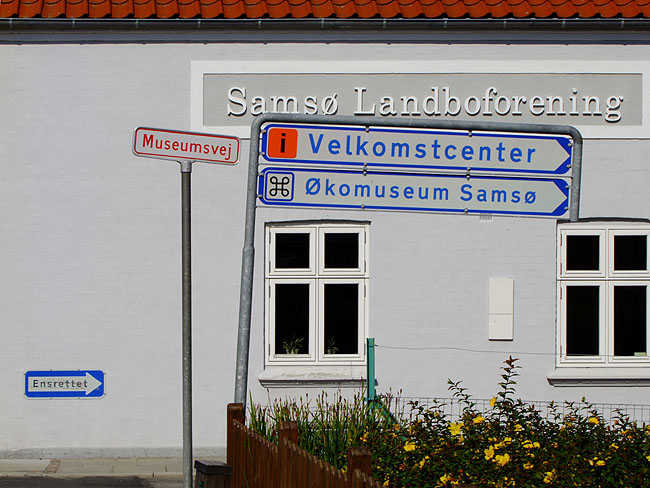 Samsø Landboforening
Museumsvej
i Velkomstcenter
⌘ Økomuseum Samsø
Ensrettet